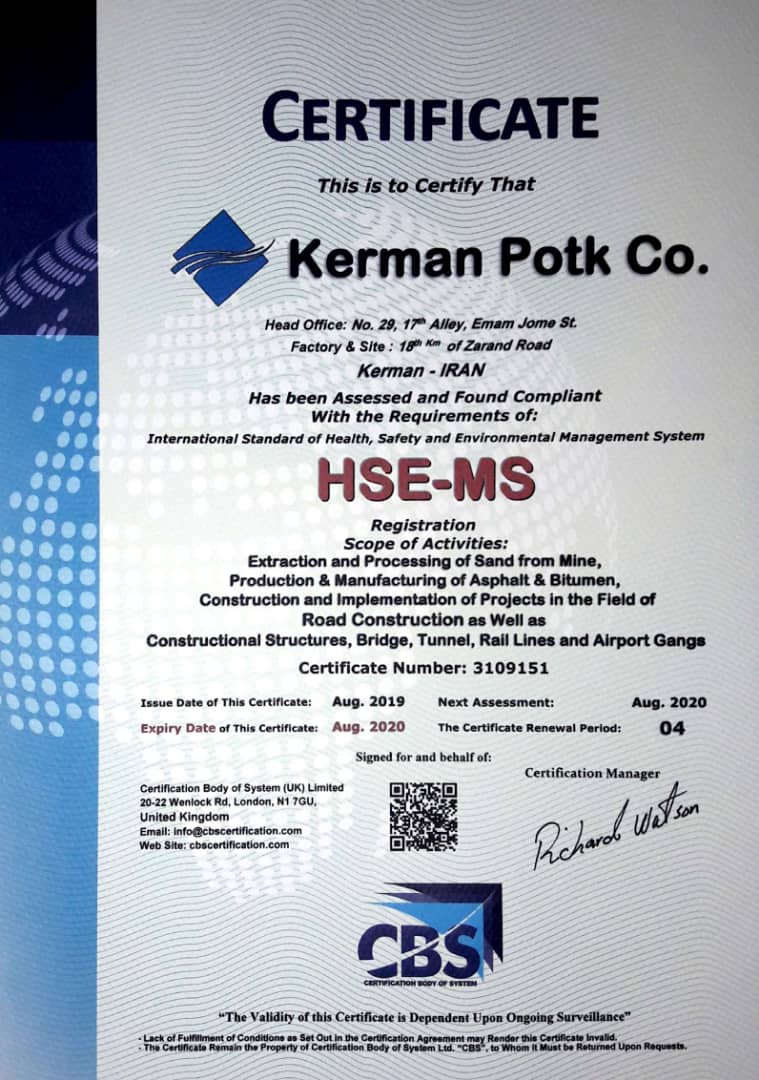 CERTIFICATE
This is to Certify That
Kerman Potk Co.
Head Office: No. 29, 17th Alley, Emam Jome St.
Factory & Site : 18th Km of Zarand Road
Kerman - IRAN
Has been Assessed and Found Compliant
With the Requirements of:
International Standard of Health, Safety and Environmental Management System
HSE-MS
Registration
Scope of Activities:
Extraction and Processing of Sand from Mine,
Production & Manufacturing of Asphalt & Bitumen,
Construction and Implementation of Projects in the Field of
Road Construction as Well as
Constructional Structures, Bridge, Tunnel, Rail Lines and Airport Gangs
Certificate Number: 3109151
Issue Date of This Certificate: Aug. 2019 Next Assessment: Aug. 2020
Expiry Date of This Certificate: Aug. 2020 The Certificate Renewal Period: 04
Signed for and behalf of:
Certification Manager
Certification Body of System (UK) Limited
20-22 Wenlock Rd, London, N1 7GU,
United Kingdom
Email: info@cbscertification.com
Web Site: cbscertification.com
Richard Watson
CBS
CERTIFICATION BODY OF SYSTEM
“The Validity of this Certificate is Dependent Upon Ongoing Surveillance”
- Lack of Fulfillment of Conditions as Set Out in the Certification Agreement may Render this Certificate Invalid.
- The Certificate Remain the Property of Certification Body of System Ltd. “CBS”, to Whom It Must be Returned Upon Requests.